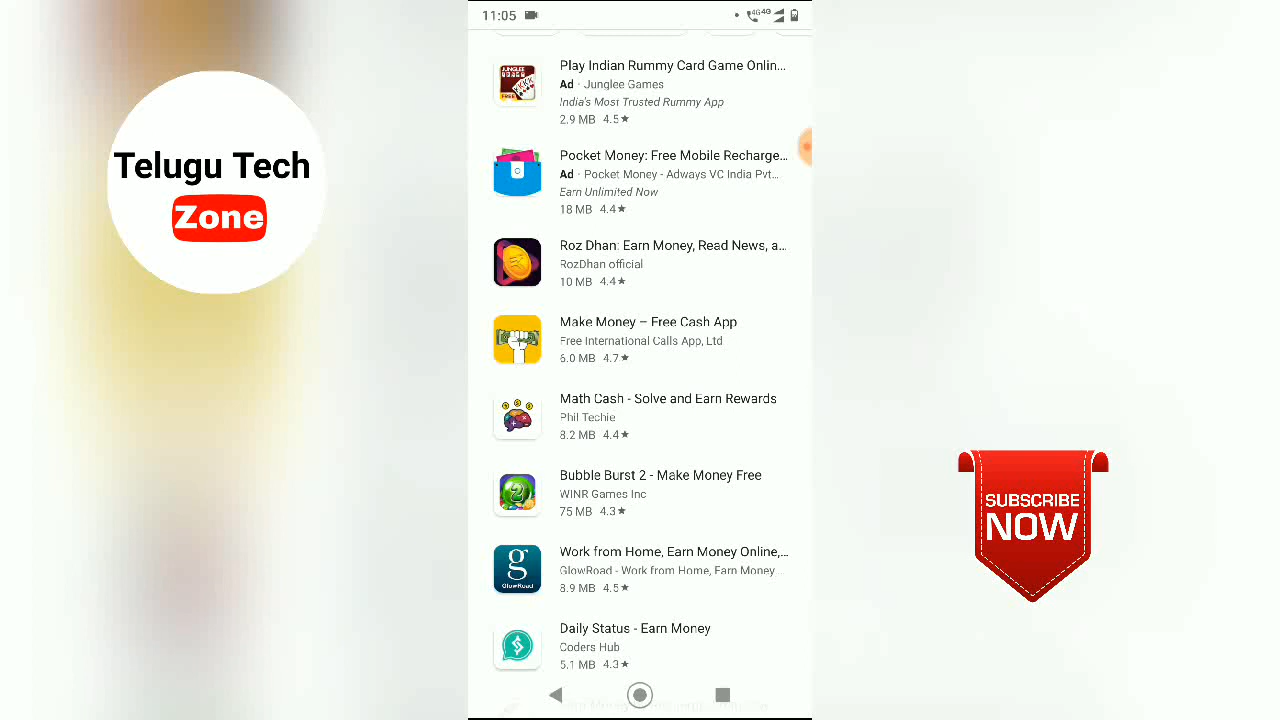 Telugu Tech
Zone
11:05
4G 4G
JUNGLEE
FREE
Play Indian Rummy Card Game Onlin...
Ad · Junglee Games
India's Most Trusted Rummy App
2.9 MB 4.5★
Pocket Money: Free Mobile Recharge...
Ad · Pocket Money - Adways VC India Pvt...
Earn Unlimited Now
18 MB 4.4★
Roz Dhan: Earn Money, Read News, a...
RozDhan official
10 MB 4.4★
Make Money – Free Cash App
Free International Calls App, Ltd
6.0 MB 4.7★
Math Cash - Solve and Earn Rewards
Phil Techie
8.2 MB 4.4★
2
Bubble Burst 2 - Make Money Free
WINR Games Inc
75 MB 4.3★
g
GlowRoad
Work from Home, Earn Money Online,...
GlowRoad - Work from Home, Earn Money...
8.9 MB 4.5★
Daily Status - Earn Money
Coders Hub
5.1 MB 4.3★
SUBSCRIBE
NOW